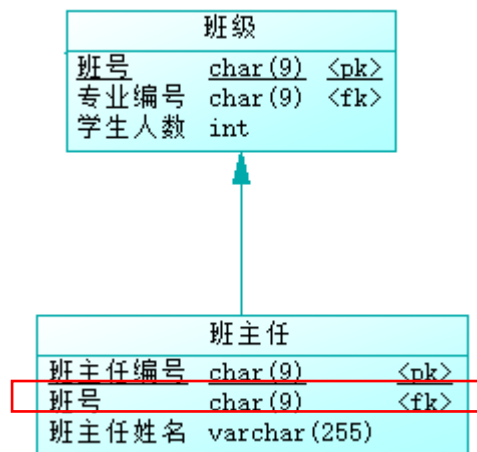 班级
班号 char(9) <pk>
专业编号 char(9) <fk>
学生人数 int
班主任
班主任编号 char(9) <pk>
班号 char(9) <fk>
班主任姓名 varchar(255)